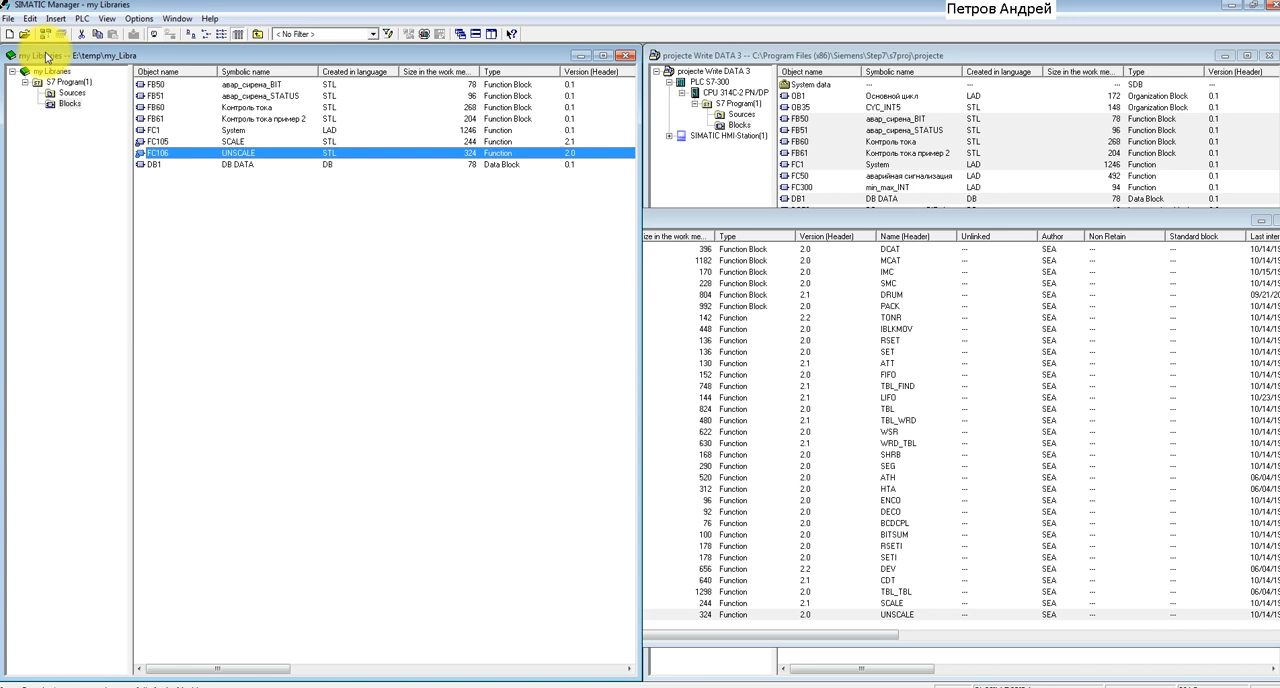 SIMATIC Manager - my Libraries
Петров Андрей
File Edit Insert PLC View Options Window Help
< No Filter >
my Libraries -- E:\temp\my_Libra
my Libraries
S7 Program(1)
Sources
Blocks
Object name Symbolic name Created in language Size in the work me... Type Version (Header)
FB50 авар_сирена_BIT STL 78 Function Block 0.1
FB51 авар_сирена_STATUS STL 96 Function Block 0.1
FB60 Контроль тока STL 268 Function Block 0.1
FB61 Контроль тока пример 2 STL 204 Function Block 0.1
FC1 System LAD 1246 Function 0.1
FC105 SCALE STL 244 Function 2.1
FC106 UNSCALE STL 324 Function 2.0
DB1 DB DATA DB 78 Data Block 0.1
projecte Write DATA 3 -- C:\Program Files (x86)\Siemens\Step7\s7proj\projecte
projecte Write DATA 3
PLC S7-300
CPU 314C-2 PN/DP
S7 Program(1)
Sources
Blocks
SIMATIC HMI-Station(1)
Object name Symbolic name Created in language Size in the work me... Type Version (Header)
System data --- --- --- SDB
OB1 Основной цикл LAD 172 Organization Block 0.1
OB35 CYC_INT5 STL 148 Organization Block 0.1
FB50 авар_сирена_BIT STL 78 Function Block 0.1
FB51 авар_сирена_STATUS STL 96 Function Block 0.1
FB60 Контроль тока STL 268 Function Block 0.1
FB61 Контроль тока пример 2 STL 204 Function Block 0.1
FC1 System LAD 1246 Function 0.1
FC50 аварийная сигнализация LAD 492 Function 0.1
FC300 min_max_INT LAD 94 Function 0.1
DB1 DB DATA DB 78 Data Block 0.1
ize in the work me... Type Version (Header) Name (Header) Unlinked Author Non Retain Standard block Last inter
396 Function Block 2.0 DCAT --- SEA --- --- 10/14/19
1182 Function Block 2.0 MCAT --- SEA --- --- 10/14/19
170 Function Block 2.0 IMC --- SEA --- --- 10/15/19
228 Function Block 2.0 SMC --- SEA --- --- 10/14/19
804 Function Block 2.1 DRUM --- SEA --- --- 09/21/20
992 Function Block 2.0 PACK --- SEA --- --- 10/14/19
142 Function 2.2 TONR --- SEA --- --- 10/14/19
448 Function 2.0 IBLKMOV --- SEA --- --- 10/14/19
136 Function 2.0 RSET --- SEA --- --- 10/14/19
136 Function 2.0 SET --- SEA --- --- 10/14/19
130 Function 2.1 ATT --- SEA --- --- 10/14/19
152 Function 2.0 FIFO --- SEA --- --- 10/14/19
748 Function 2.1 TBL_FIND --- SEA --- --- 10/14/19
144 Function 2.1 LIFO --- SEA --- --- 10/23/19
824 Function 2.0 TBL --- SEA --- --- 10/14/19
480 Function 2.1 TBL_WRD --- SEA --- --- 10/14/19
622 Function 2.0 WSR --- SEA --- --- 10/14/19
630 Function 2.1 WRD_TBL --- SEA --- --- 10/14/19
168 Function 2.0 SHRB --- SEA --- --- 10/14/19
290 Function 2.0 SEG --- SEA --- --- 10/14/19
520 Function 2.0 ATH --- SEA --- --- 06/04/19
312 Function 2.0 HTA --- SEA --- --- 06/04/19
96 Function 2.0 ENCO --- SEA --- --- 10/14/19
92 Function 2.0 DECO --- SEA --- --- 10/14/19
76 Function 2.0 BCDCPL --- SEA --- --- 10/14/19
100 Function 2.0 BITSUM --- SEA --- --- 10/14/19
178 Function 2.0 RSETI --- SEA --- --- 10/14/19
178 Function 2.0 SETI --- SEA --- --- 10/14/19
656 Function 2.2 DEV --- SEA --- --- 06/04/19
640 Function 2.1 CDT --- SEA --- --- 10/14/19
1298 Function 2.0 TBL_TBL --- SEA --- --- 06/04/19
244 Function 2.1 SCALE --- SEA --- --- 10/14/19
324 Function 2.0 UNSCALE --- SEA --- --- 10/14/19